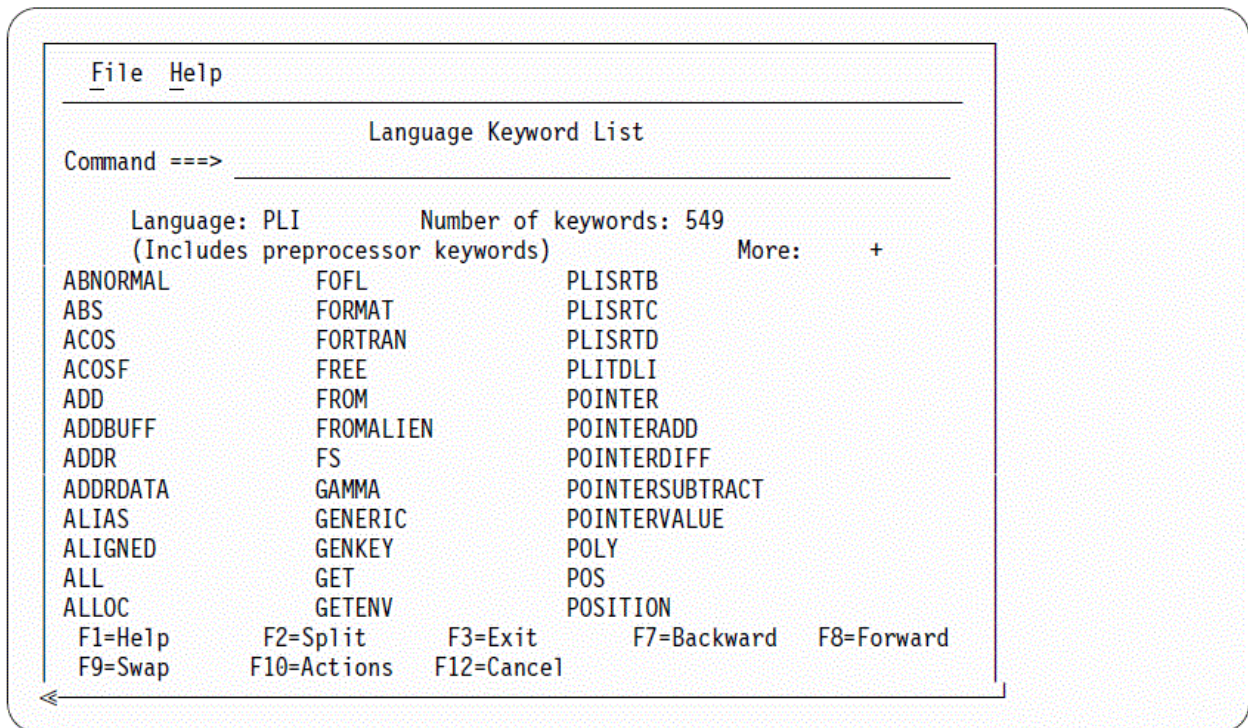 File  Help
Language Keyword List
Command ===>
Language: PLI         Number of keywords: 549
(Includes preprocessor keywords)              More:     +
ABNORMAL           FOFL               PLISRTB
ABS                FORMAT             PLISRTC
ACOS               FORTRAN            PLISRTD
ACOSF              FREE               PLITDLI
ADD                FROM               POINTER
ADDBUFF            FROMALIEN          POINTERADD
ADDR               FS                 POINTERDIFF
ADDRDATA           GAMMA              POINTERSUBTRACT
ALIAS              GENERIC            POINTERVALUE
ALIGNED            GENKEY             POLY
ALL                GET                POS
ALLOC              GETENV             POSITION
F1=Help       F2=Split      F3=Exit       F7=Backward   F8=Forward
F9=Swap      F10=Actions   F12=Cancel